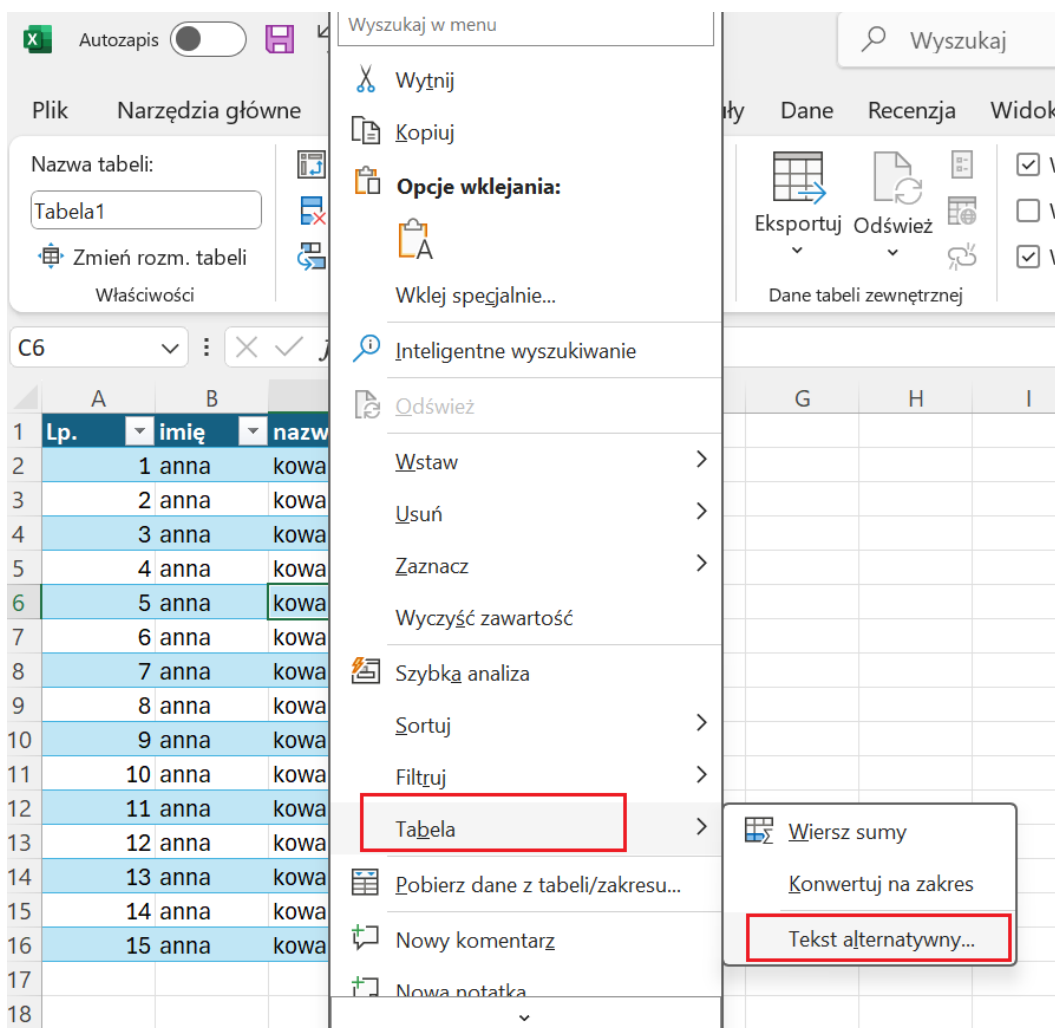 Autozapis
Wyszukaj w menu
Wyszukaj
Plik Narzędzia główne Dane Recenzja Widok
Nazwa tabeli:
Tabela1
Zmień rozm. tabeli
Właściwości
Eksportuj Odśwież
Dane tabeli zewnętrznej
C6
Wytnij
Kopiuj
Opcje wklejania:
Wklej specjalnie...
Inteligentne wyszukiwanie
Odśwież
Wstaw
Usuń
Zaznacz
Wyczyść zawartość
Szybka analiza
Sortuj
Filtruj
Tabela
Pobierz dane z tabeli/zakresu...
Nowy komentarz
Nowa notatka
Wiersz sumy
Konwertuj na zakres
Tekst alternatywny...
A B G H I
1 Lp. imię nazw
2 1 anna kowa
3 2 anna kowa
4 3 anna kowa
5 4 anna kowa
6 5 anna kowa
7 6 anna kowa
8 7 anna kowa
9 8 anna kowa
10 9 anna kowa
11 10 anna kowa
12 11 anna kowa
13 12 anna kowa
14 13 anna kowa
15 14 anna kowa
16 15 anna kowa
17
18